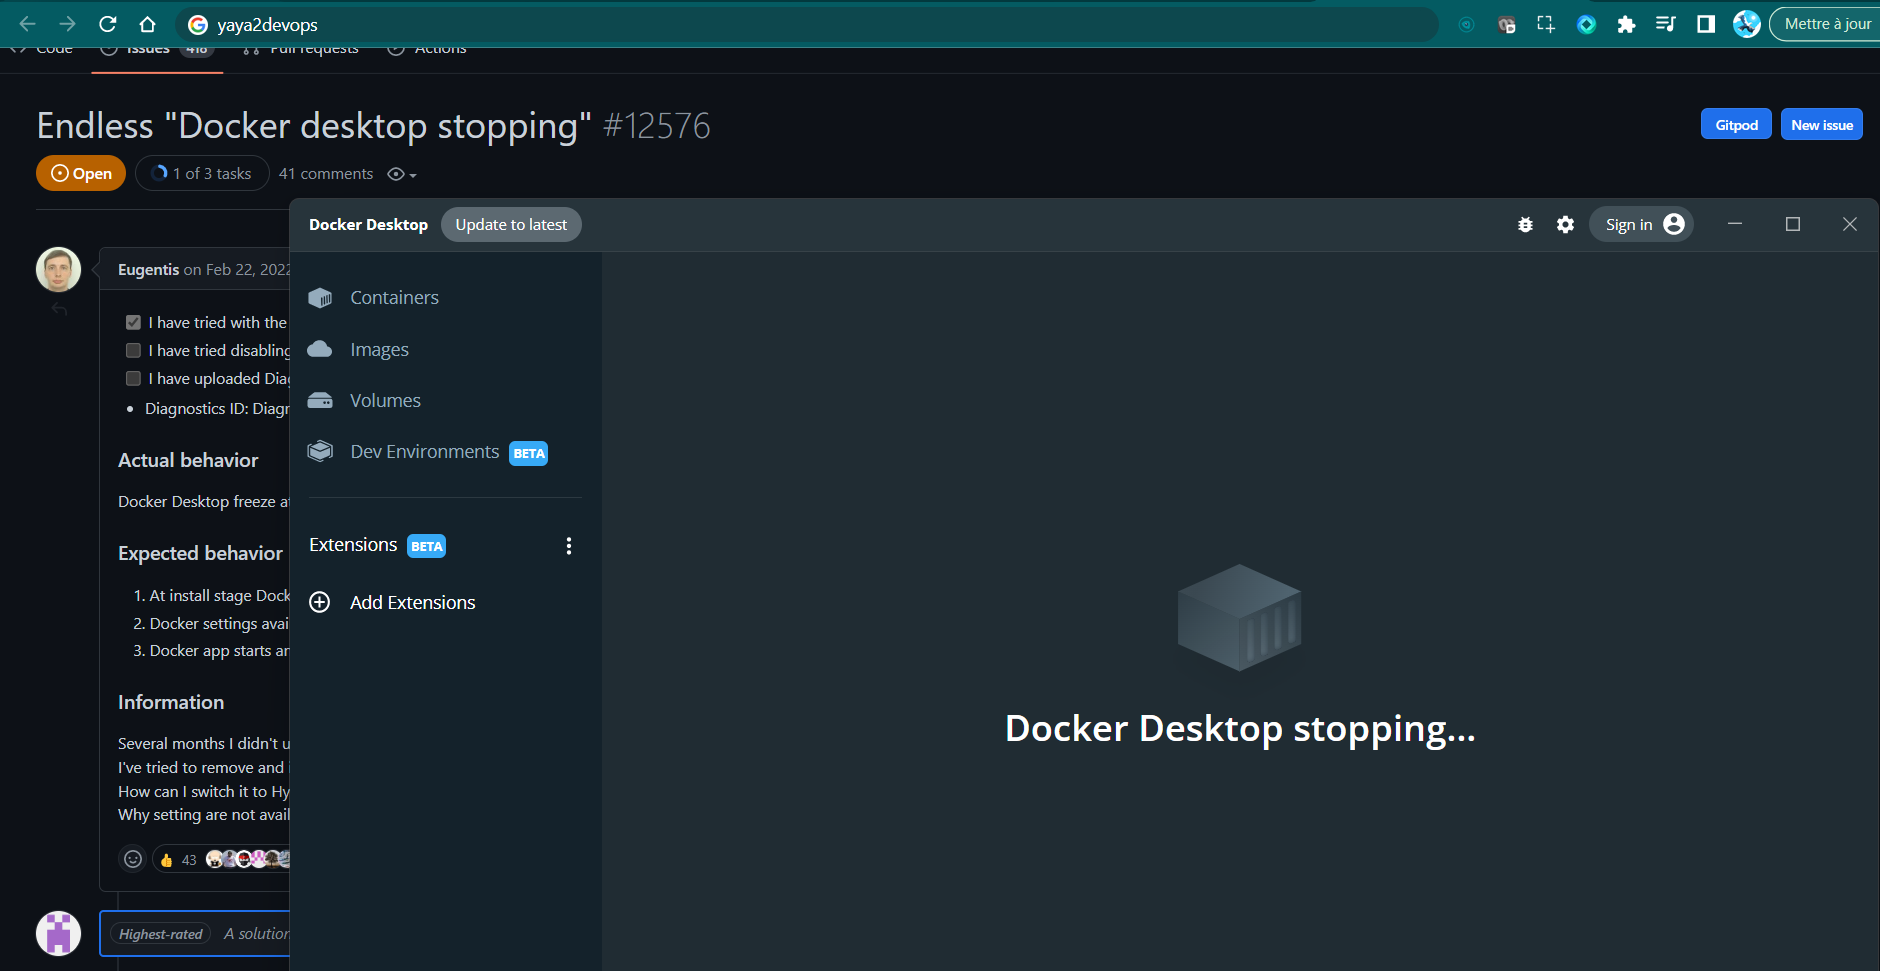 yaya2devops
Mettre à jour
Code
Issues 418
Pull requests
Actions
Endless "Docker desktop stopping" #12576
Gitpod
New issue
Open
1 of 3 tasks
41 comments
Docker Desktop
Update to latest
Sign in
Eugentis on Feb 22, 2022
I have tried with the
I have tried disabling
I have uploaded Diag
• Diagnostics ID: Diagn
Actual behavior
Docker Desktop freeze a
Expected behavior
1. At install stage Dock
2. Docker settings avai
3. Docker app starts an
Information
Several months I didn't u
I've tried to remove and
How can I switch it to Hy
Why setting are not avail
43
Highest-rated
A solution
Containers
Images
Volumes
Dev Environments BETA
Extensions BETA
Add Extensions
Docker Desktop stopping...